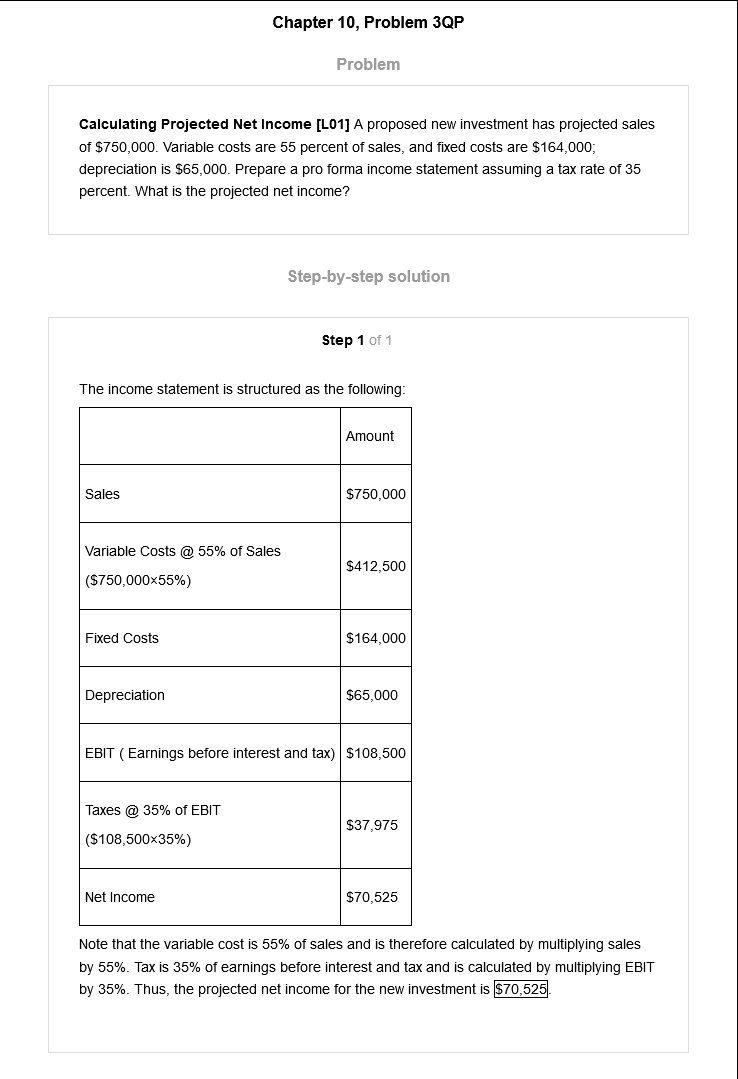 Chapter 10, Problem 3QP
Problem
Calculating Projected Net Income [L01] A proposed new investment has projected sales
of $750,000. Variable costs are 55 percent of sales, and fixed costs are $164,000;
depreciation is $65,000. Prepare a pro forma income statement assuming a tax rate of 35
percent. What is the projected net income?
Step-by-step solution
Step 1 of 1
The income statement is structured as the following:
Amount
Sales $750,000
Variable Costs @ 55% of Sales
($750,000×55%)
$412,500
Fixed Costs $164,000
Depreciation $65,000
EBIT ( Earnings before interest and tax) $108,500
Taxes @ 35% of EBIT
($108,500×35%)
$37,975
Net Income $70,525
Note that the variable cost is 55% of sales and is therefore calculated by multiplying sales
by 55%. Tax is 35% of earnings before interest and tax and is calculated by multiplying EBIT
by 35%. Thus, the projected net income for the new investment is $70,525.